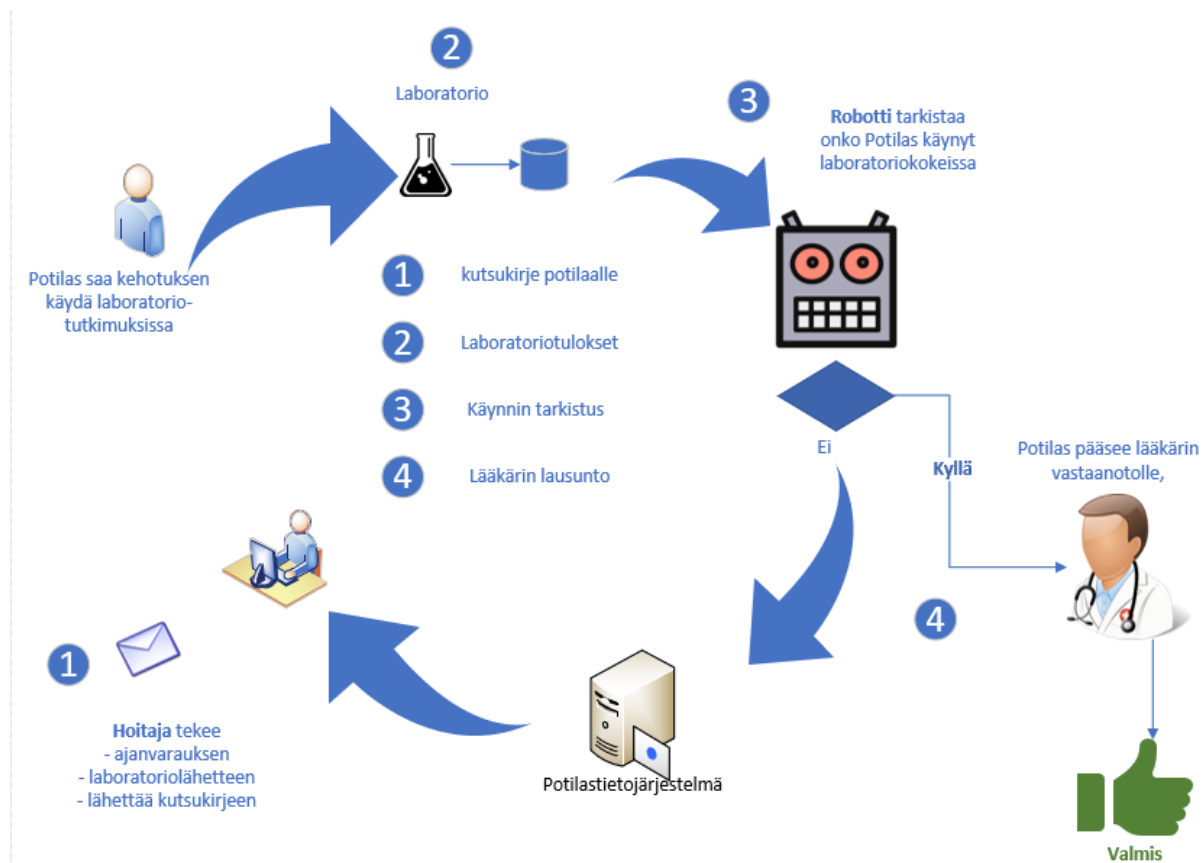 2
Laboratorio
3
Robotti tarkistaa
onko Potilas käynyt
laboratoriokokeissa
Potilas saa kehotuksen
käydä laboratorio-
tutkimuksissa
1 kutsukirje potilaalle
2 Laboratoriotulokset
3 Käynnin tarkistus
4 Lääkärin lausunto
Ei
Kyllä
Potilas pääsee lääkärin
vastaanotolle,
4
1
Hoitaja tekee
- ajanvarauksen
- laboratoriolähetteen
- lähettää kutsukirjeen
Potilastietojärjestelmä
Valmis